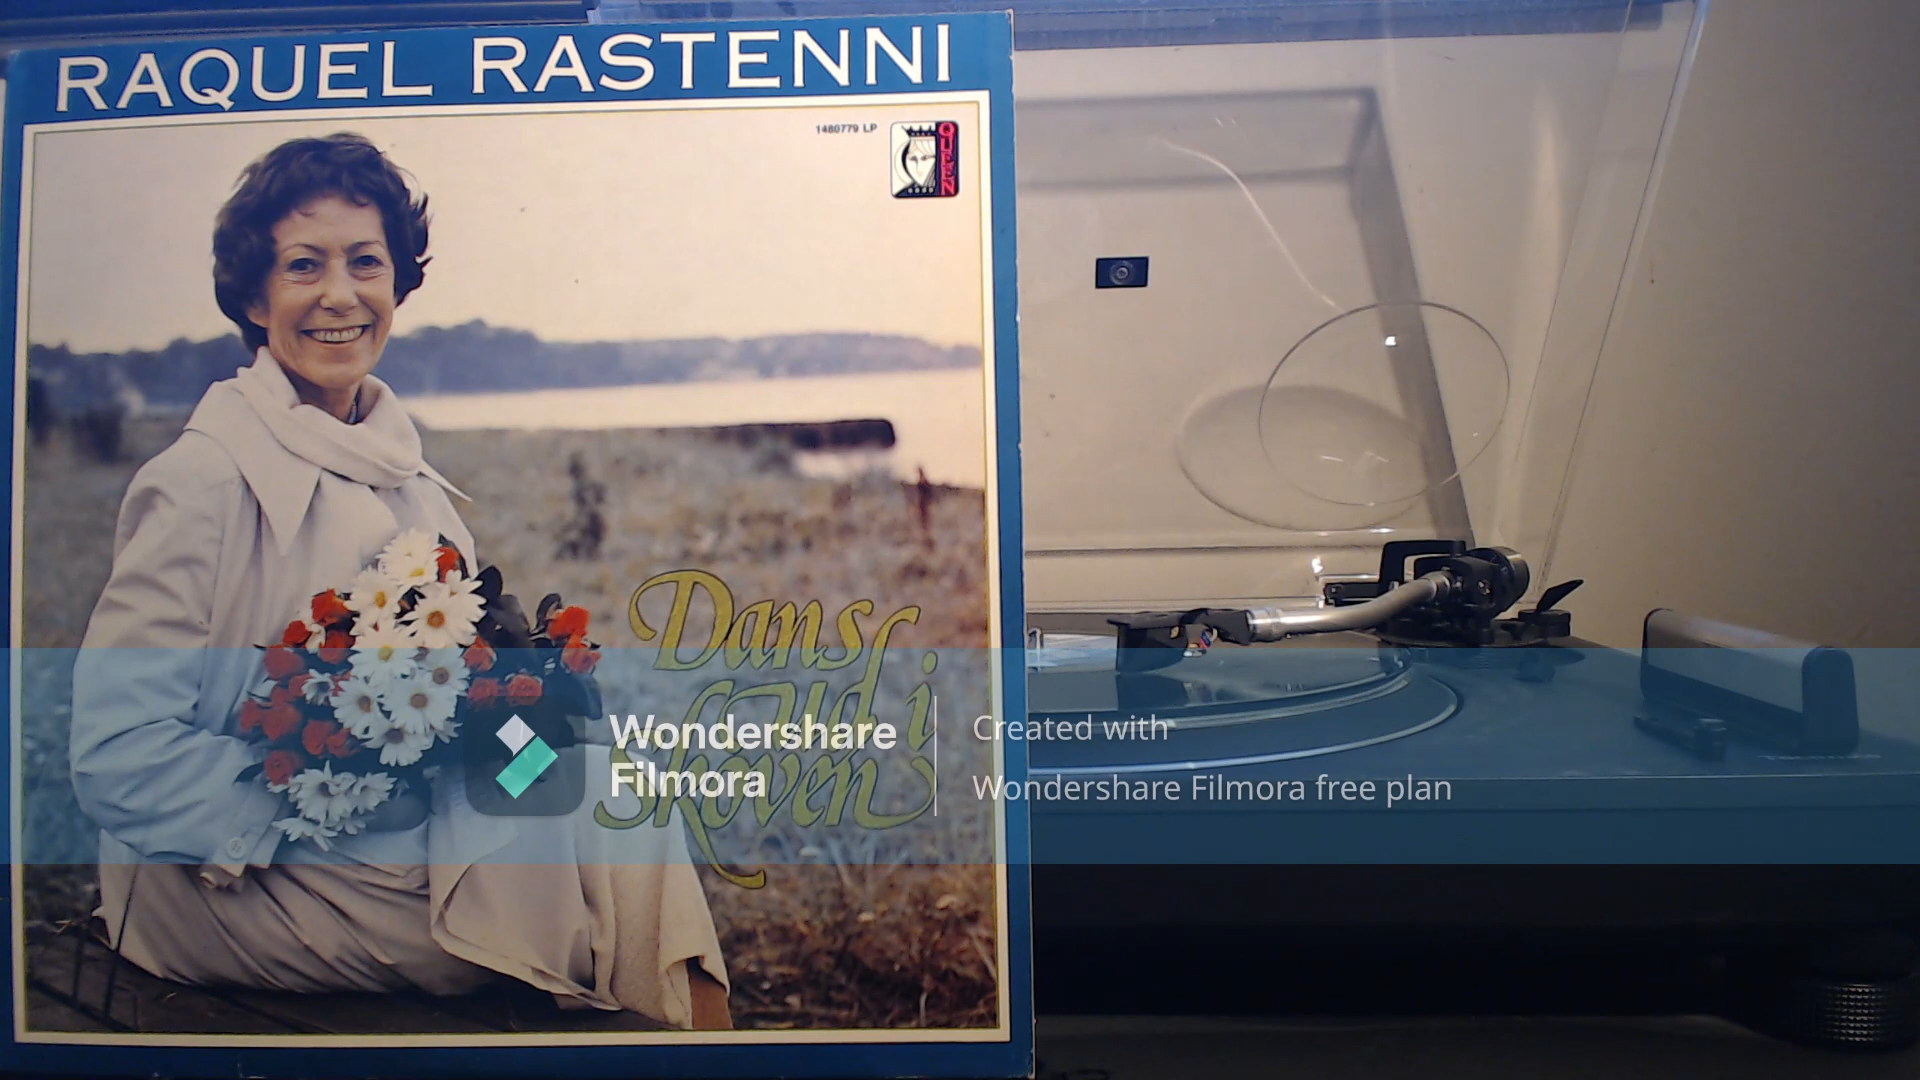 RAQUEL RASTENNI
1480779 LP
QUEEN
Dans
Ud i
Skoven
Wondershare
Filmora
Created with
Wondershare Filmora free plan